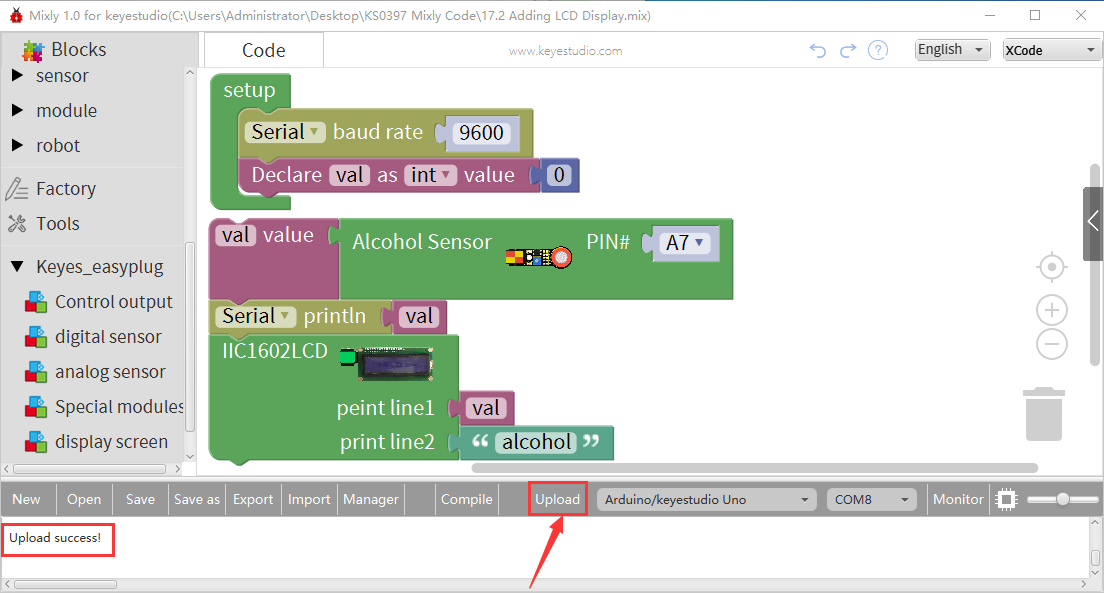 Mixly 1.0 for keyestudio(C:\Users\Administrator\Desktop\KS0397 Mixly Code\17.2 Adding LCD Display.mix)
Blocks
Code
www.keyestudio.com
?
English
XCode
sensor
module
robot
Factory
Tools
Keyes_easyplug
Control output
digital sensor
analog sensor
Special modules
display screen
setup
Serial baud rate 9600
Declare val as int value 0
val value Alcohol Sensor PIN# A7
Serial println val
IIC1602LCD
peint line1 val
print line2 “ alcohol ”
New Open Save Save as Export Import Manager Compile Upload Arduino/keyestudio Uno COM8 Monitor
Upload success!